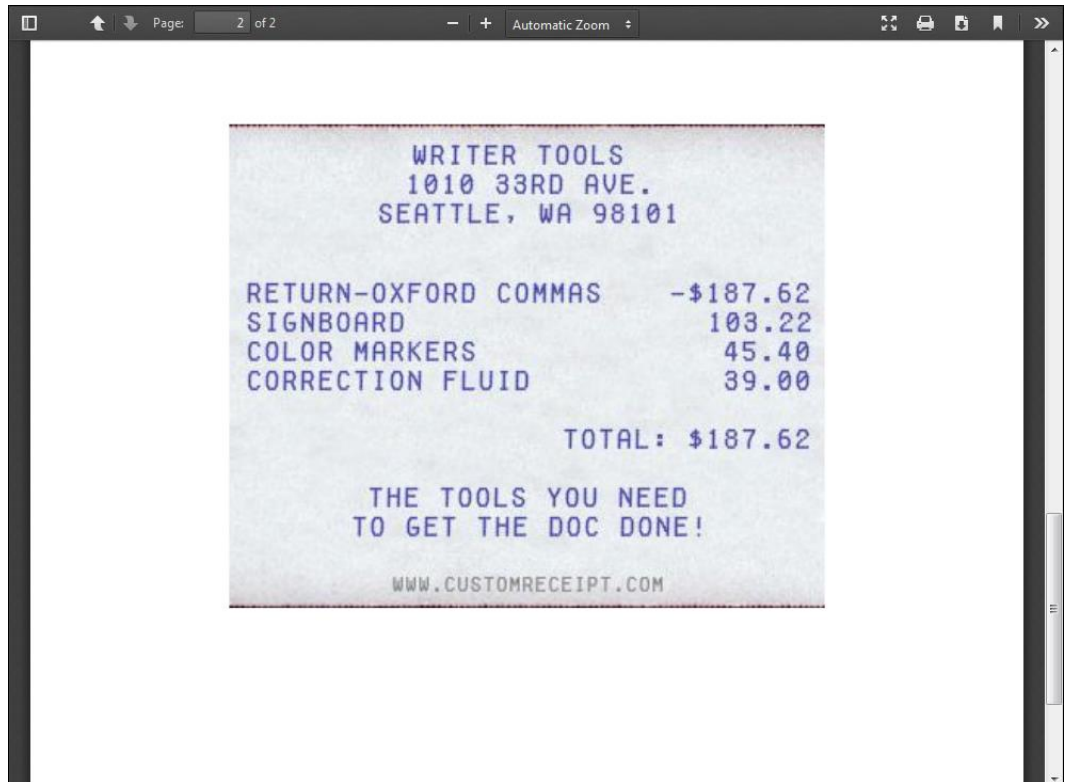 Page: 2 of 2 − + Automatic Zoom
WRITER TOOLS
1010 33RD AVE.
SEATTLE, WA 98101
RETURN-OXFORD COMMAS -$187.62
SIGNBOARD 103.22
COLOR MARKERS 45.40
CORRECTION FLUID 39.00
TOTAL: $187.62
THE TOOLS YOU NEED
TO GET THE DOC DONE!
WWW.CUSTOMRECEIPT.COM